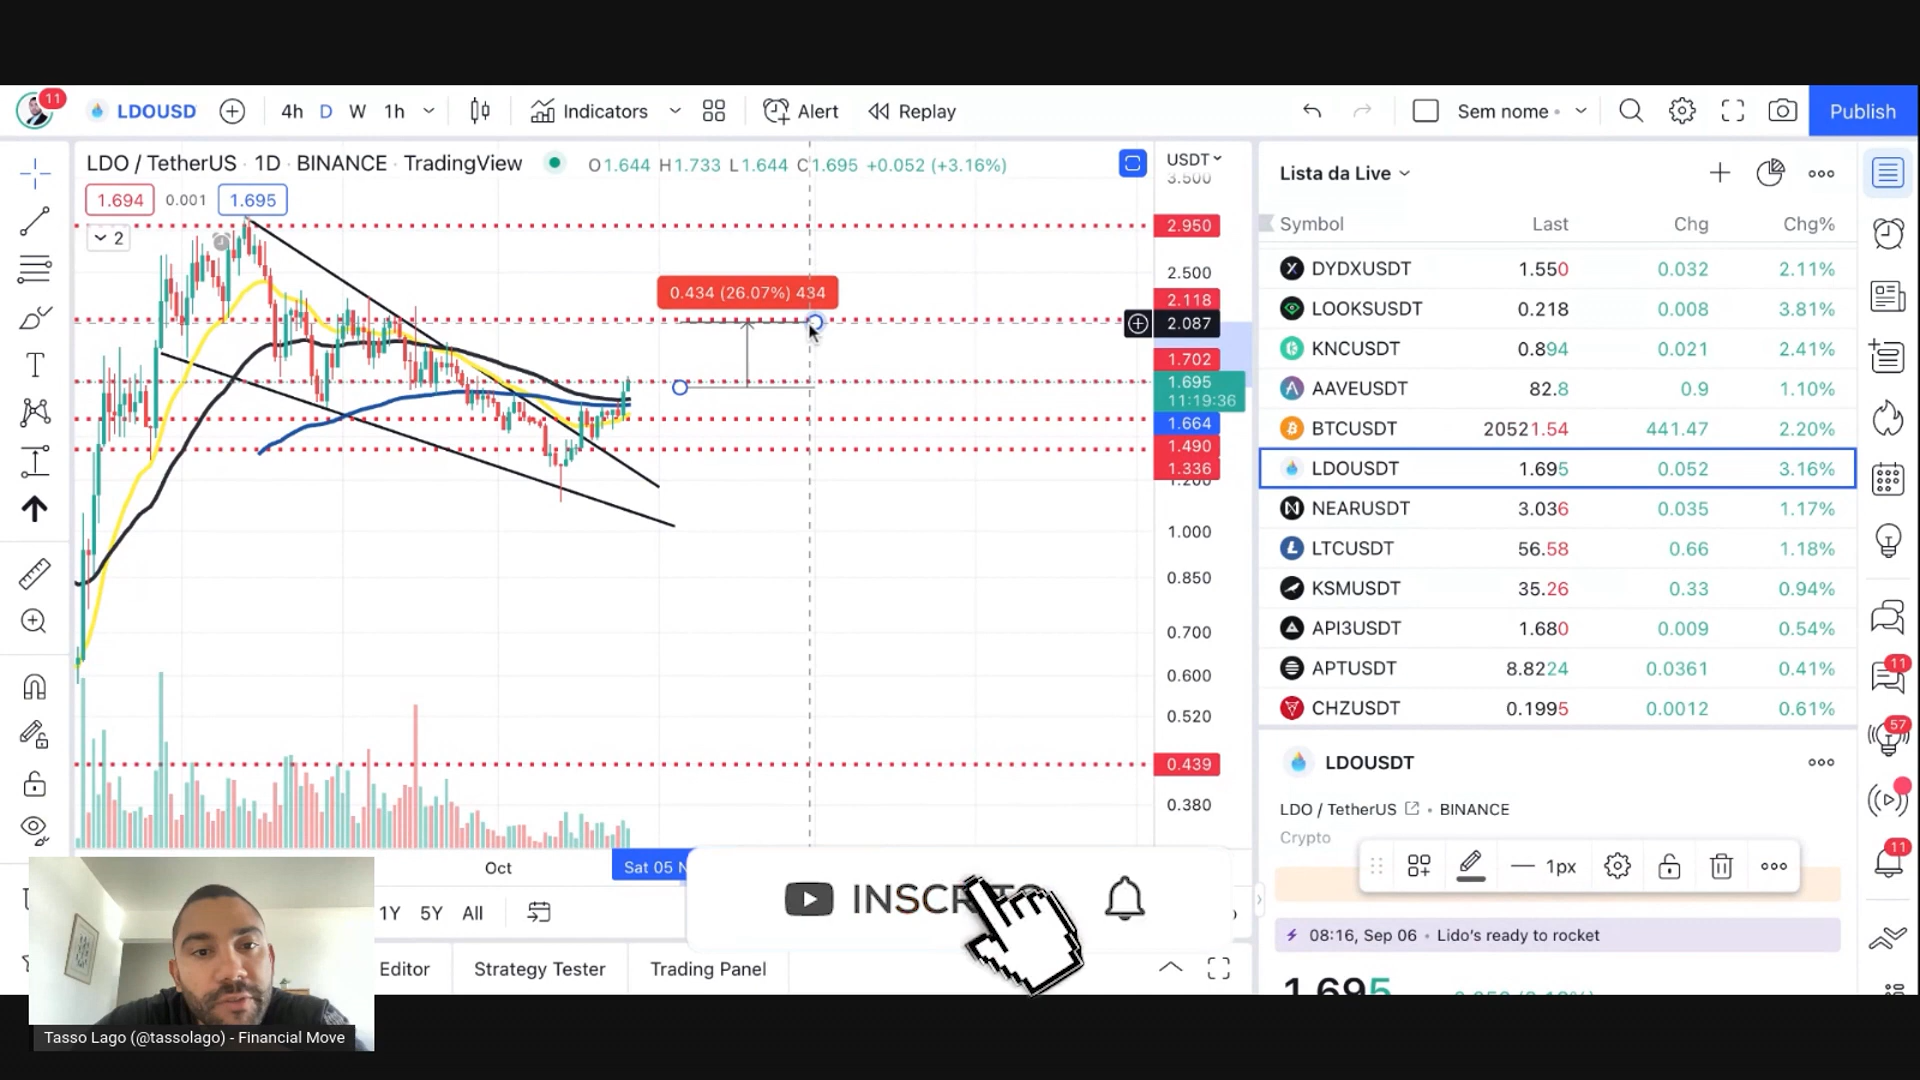 11
LDOUSD
4h D W 1h
Indicators
Alert
Replay
Sem nome
Publish
LDO / TetherUS · 1D · BINANCE · TradingView
O1.644 H1.733 L1.644 C1.695 +0.052 (+3.16%)
1.694 0.001 1.695
2
0.434 (26.07%) 434
USDT
3.500
2.950
2.500
2.118
2.087
1.702
1.695
11:19:36
1.664
1.490
1.336
1.200
1.000
0.850
0.700
0.600
0.520
0.439
0.380
Oct
Sat 05 N
1Y 5Y All
Editor
Strategy Tester
Trading Panel
Lista da Live
Symbol Last Chg Chg%
DYDXUSDT 1.550 0.032 2.11%
LOOKSUSDT 0.218 0.008 3.81%
KNCUSDT 0.894 0.021 2.41%
AAVEUSDT 82.8 0.9 1.10%
BTCUSDT 20521.54 441.47 2.20%
LDOUSDT 1.695 0.052 3.16%
NEARUSDT 3.036 0.035 1.17%
LTCUSDT 56.58 0.66 1.18%
KSMUSDT 35.26 0.33 0.94%
API3USDT 1.680 0.009 0.54%
APTUSDT 8.8224 0.0361 0.41%
CHZUSDT 0.1995 0.0012 0.61%
LDOUSDT
LDO / TetherUS • BINANCE
Crypto
1px
08:16, Sep 06 • Lido's ready to rocket
1.695
11
57
11
Tasso Lago (@tassolago) - Financial Move